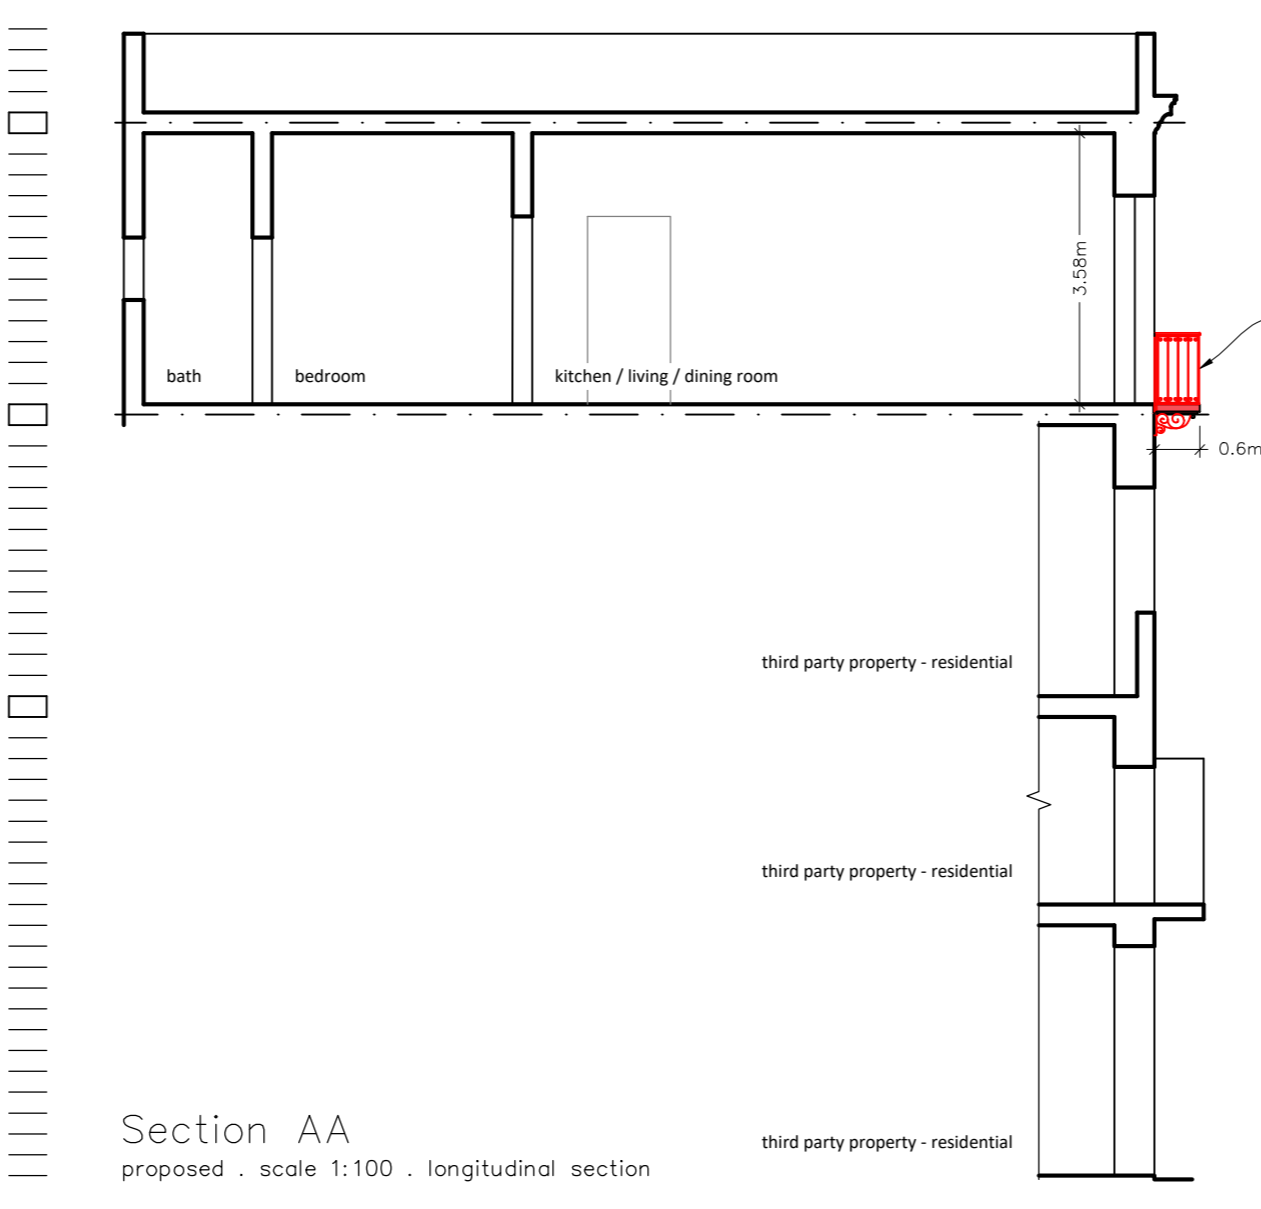 3.58m
bath
bedroom
kitchen / living / dining room
0.6m
third party property - residential
third party property - residential
Section AA
proposed . scale 1:100 . longitudinal section
third party property - residential